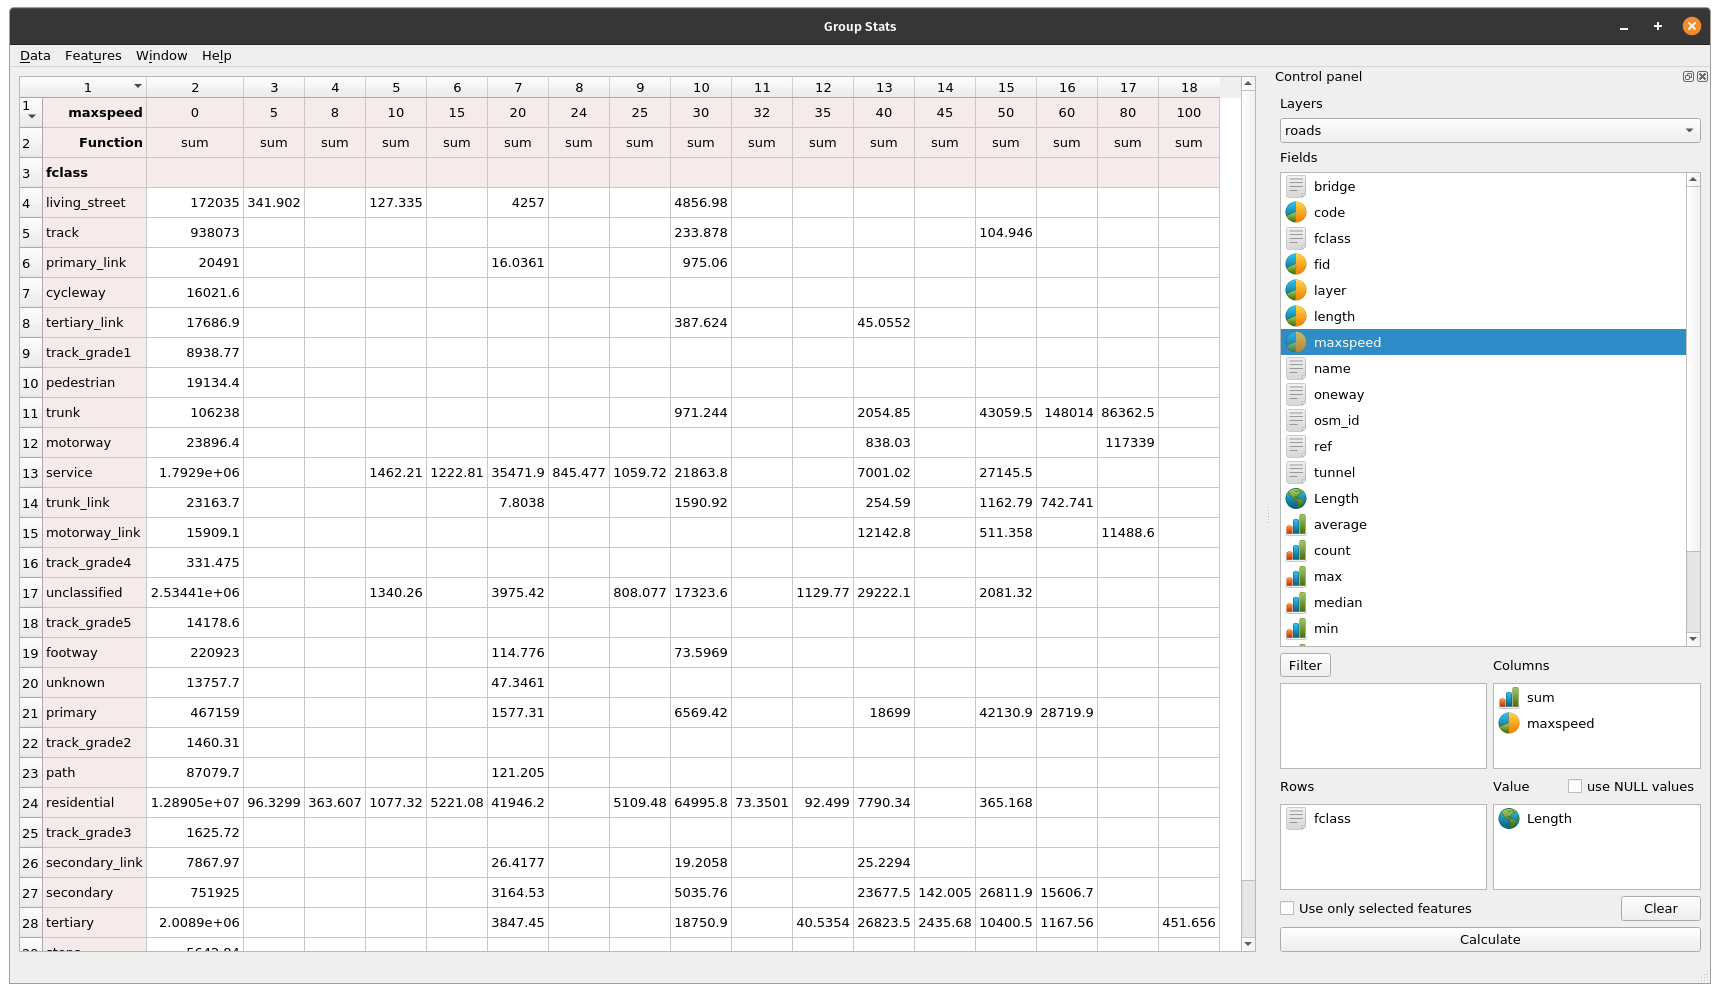 Group Stats
Data Features Window Help
1 2 3 4 5 6 7 8 9 10 11 12 13 14 15 16 17 18
1 maxspeed 0 5 8 10 15 20 24 25 30 32 35 40 45 50 60 80 100
2 Function sum sum sum sum sum sum sum sum sum sum sum sum sum sum sum sum sum
3 fclass
4 living_street 172035 341.902 127.335 4257 4856.98
5 track 938073 233.878 104.946
6 primary_link 20491 16.0361 975.06
7 cycleway 16021.6
8 tertiary_link 17686.9 387.624 45.0552
9 track_grade1 8938.77
10 pedestrian 19134.4
11 trunk 106238 971.244 2054.85 43059.5 148014 86362.5
12 motorway 23896.4 838.03 117339
13 service 1.7929e+06 1462.21 1222.81 35471.9 845.477 1059.72 21863.8 7001.02 27145.5
14 trunk_link 23163.7 7.8038 1590.92 254.59 1162.79 742.741
15 motorway_link 15909.1 12142.8 511.358 11488.6
16 track_grade4 331.475
17 unclassified 2.53441e+06 1340.26 3975.42 808.077 17323.6 1129.77 29222.1 2081.32
18 track_grade5 14178.6
19 footway 220923 114.776 73.5969
20 unknown 13757.7 47.3461
21 primary 467159 1577.31 6569.42 18699 42130.9 28719.9
22 track_grade2 1460.31
23 path 87079.7 121.205
24 residential 1.28905e+07 96.3299 363.607 1077.32 5221.08 41946.2 5109.48 64995.8 73.3501 92.499 7790.34 365.168
25 track_grade3 1625.72
26 secondary_link 7867.97 26.4177 19.2058 25.2294
27 secondary 751925 3164.53 5035.76 23677.5 142.005 26811.9 15606.7
28 tertiary 2.0089e+06 3847.45 18750.9 40.5354 26823.5 2435.68 10400.5 1167.56 451.656
Control panel
Layers
roads
Fields
bridge
code
fclass
fid
layer
length
maxspeed
name
oneway
osm_id
ref
tunnel
Length
average
count
max
median
min
Filter Columns
sum
maxspeed
Rows Value use NULL values
fclass Length
Use only selected features Clear
Calculate